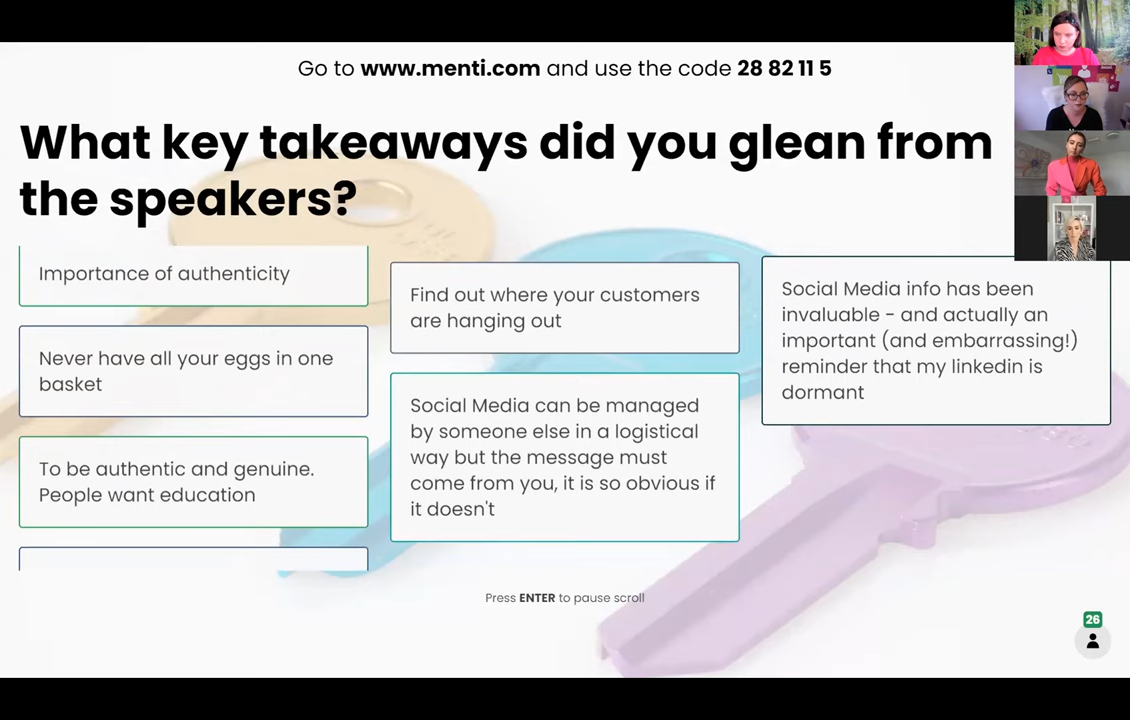 Go to www.menti.com and use the code 28 82 11 5
What key takeaways did you glean from
the speakers?
Importance of authenticity
Never have all your eggs in one
basket
To be authentic and genuine.
People want education
Find out where your customers
are hanging out
Social Media can be managed
by someone else in a logistical
way but the message must
come from you, it is so obvious if
it doesn't
Social Media info has been
invaluable - and actually an
important (and embarrassing!)
reminder that my linkedin is
dormant
Press ENTER to pause scroll
26